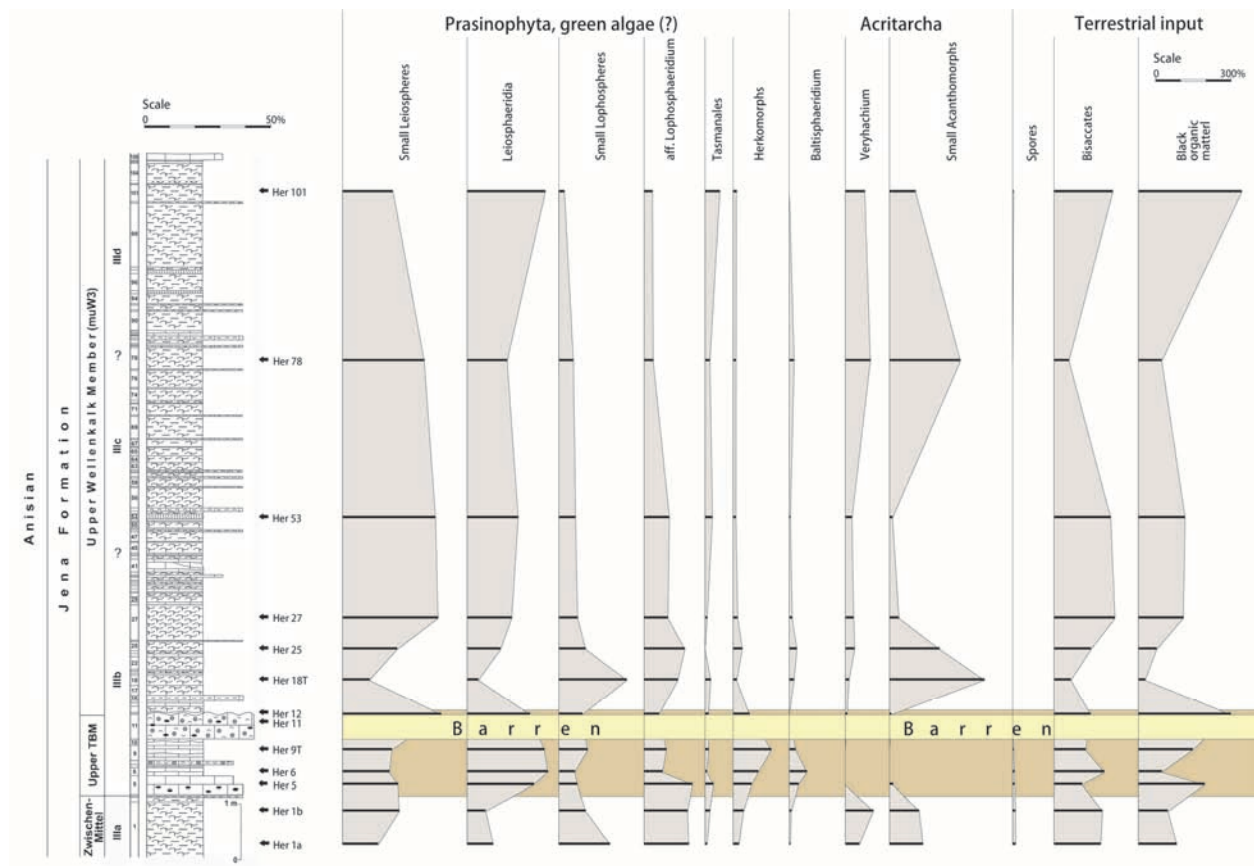 Prasinophyta, green algae (?)
Acritarcha
Terrestrial input
Scale
0 50%
Scale
0 300%
Small Leiospheres
Leiosphaeridia
Small Lophospheres
aff. Lophosphaeridium
Tasmanales
Herkomorphs
Baltisphaeridium
Veryhachium
Small Acanthomorphs
Spores
Bisaccates
Black
organic
matterl
Anisian
Jena Formation
Upper Wellenkalk Member (muW3)
Upper TBM
Zwischen-
Mittel
IIId
?
IIIc
?
IIIb
IIIa
Her 101
Her 78
Her 53
Her 27
Her 25
Her 18T
Her 12
Her 11
Her 9T
Her 6
Her 5
Her 1b
Her 1a
Barren
Barren
1 m
0